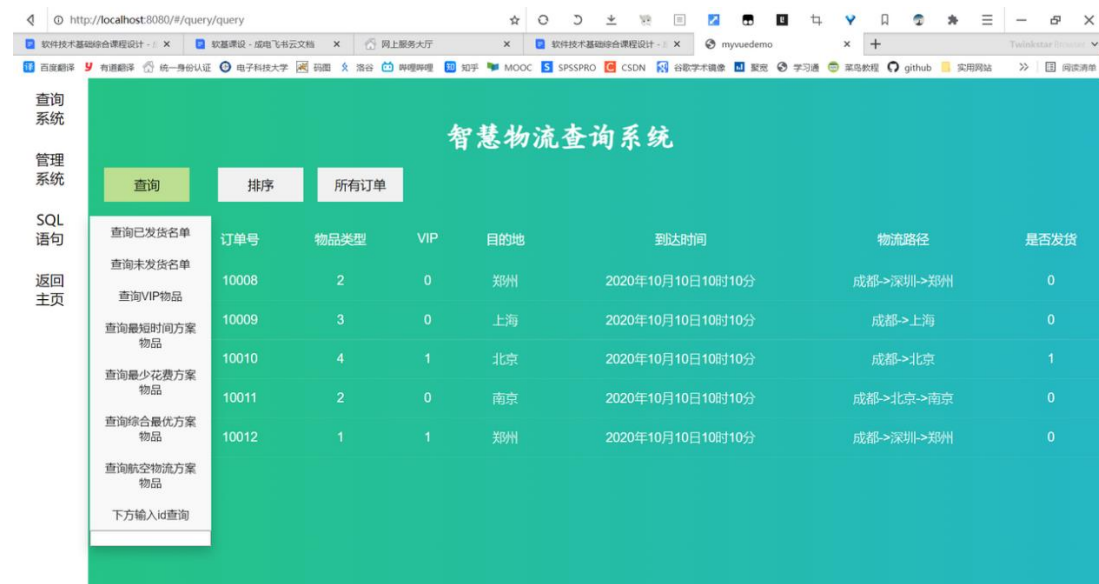 http://localhost:8080/#/query/query
软件技术基础综合课程设计 -
软基课设 - 成电飞书云文档
网上服务大厅
软件技术基础综合课程设计 -
myvuedemo
Twinkstar Browser
百度翻译 有道翻译 统一身份认证 电子科技大学 码图 洛谷 哔哩哔哩 知乎 MOOC SPSSPRO CSDN 谷歌学术镜像 聚宽 学习通 菜鸟教程 github 实用网站 阅读清单
查询
系统
管理
系统
SQL
语句
返回
主页
智慧物流查询系统
查询 排序 所有订单
查询已发货名单
查询未发货名单
查询VIP物品
查询最短时间方案
物品
查询最少花费方案
物品
查询综合最优方案
物品
查询航空物流方案
物品
下方输入id查询
订单号 物品类型 VIP 目的地 到达时间 物流路径 是否发货
10008 2 0 郑州 2020年10月10日10时10分 成都->深圳->郑州 0
10009 3 0 上海 2020年10月10日10时10分 成都->上海 0
10010 4 1 北京 2020年10月10日10时10分 成都->北京 1
10011 2 0 南京 2020年10月10日10时10分 成都->北京->南京 0
10012 1 1 郑州 2020年10月10日10时10分 成都->深圳->郑州 0